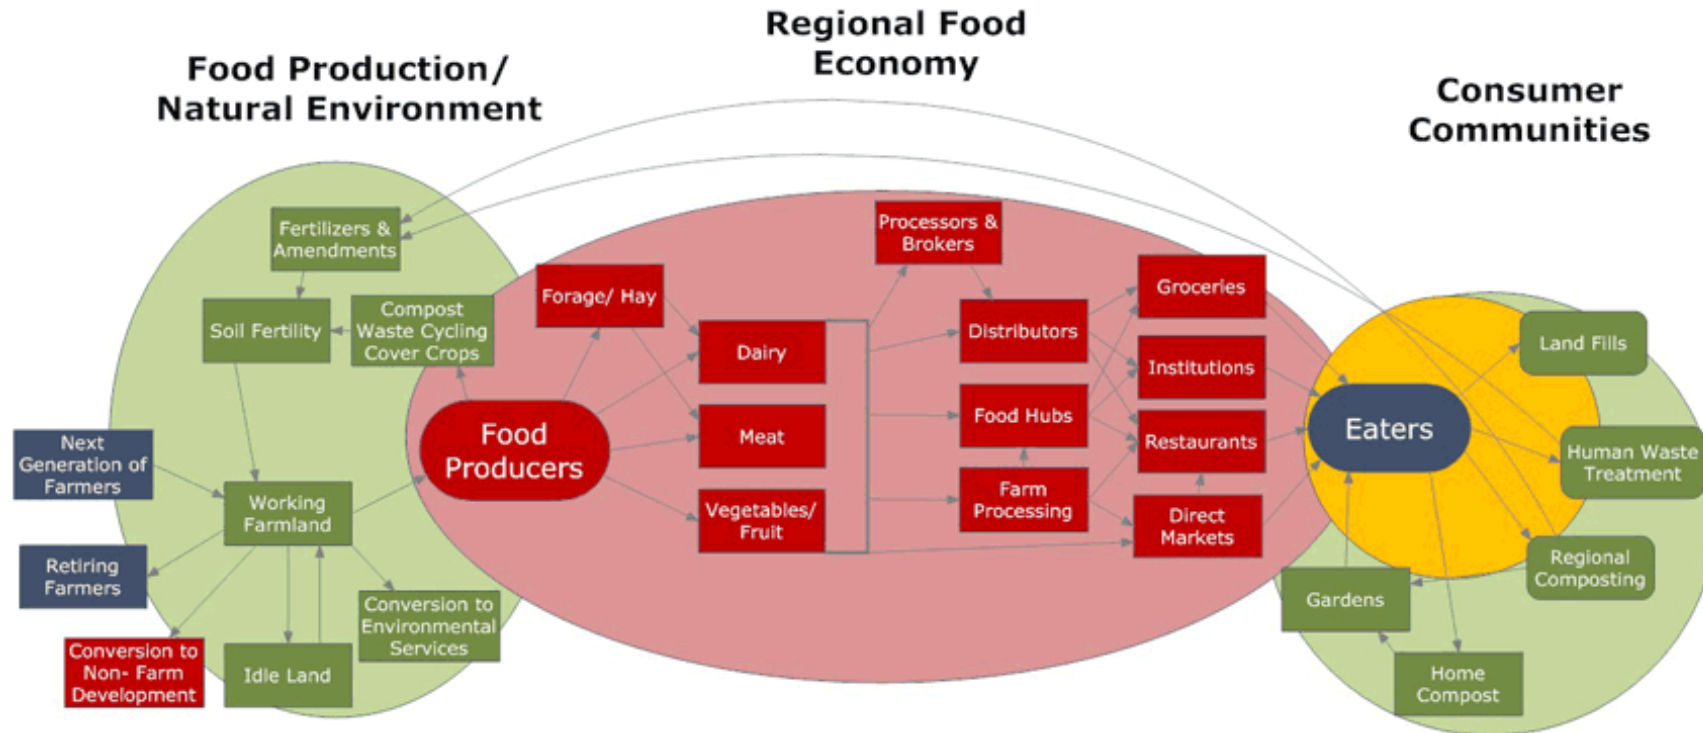 Regional Food
Economy
Food Production/
Natural Environment
Consumer
Communities
Fertilizers &
Amendments
Soil Fertility
Compost
Waste Cycling
Cover Crops
Next
Generation of
Farmers
Working
Farmland
Retiring
Farmers
Conversion to
Non- Farm
Development
Idle Land
Conversion to
Environmental
Services
Food
Producers
Forage/ Hay
Dairy
Meat
Vegetables/
Fruit
Processors &
Brokers
Distributors
Food Hubs
Farm
Processing
Groceries
Institutions
Restaurants
Direct
Markets
Eaters
Land Fills
Human Waste
Treatment
Regional
Composting
Gardens
Home
Compost